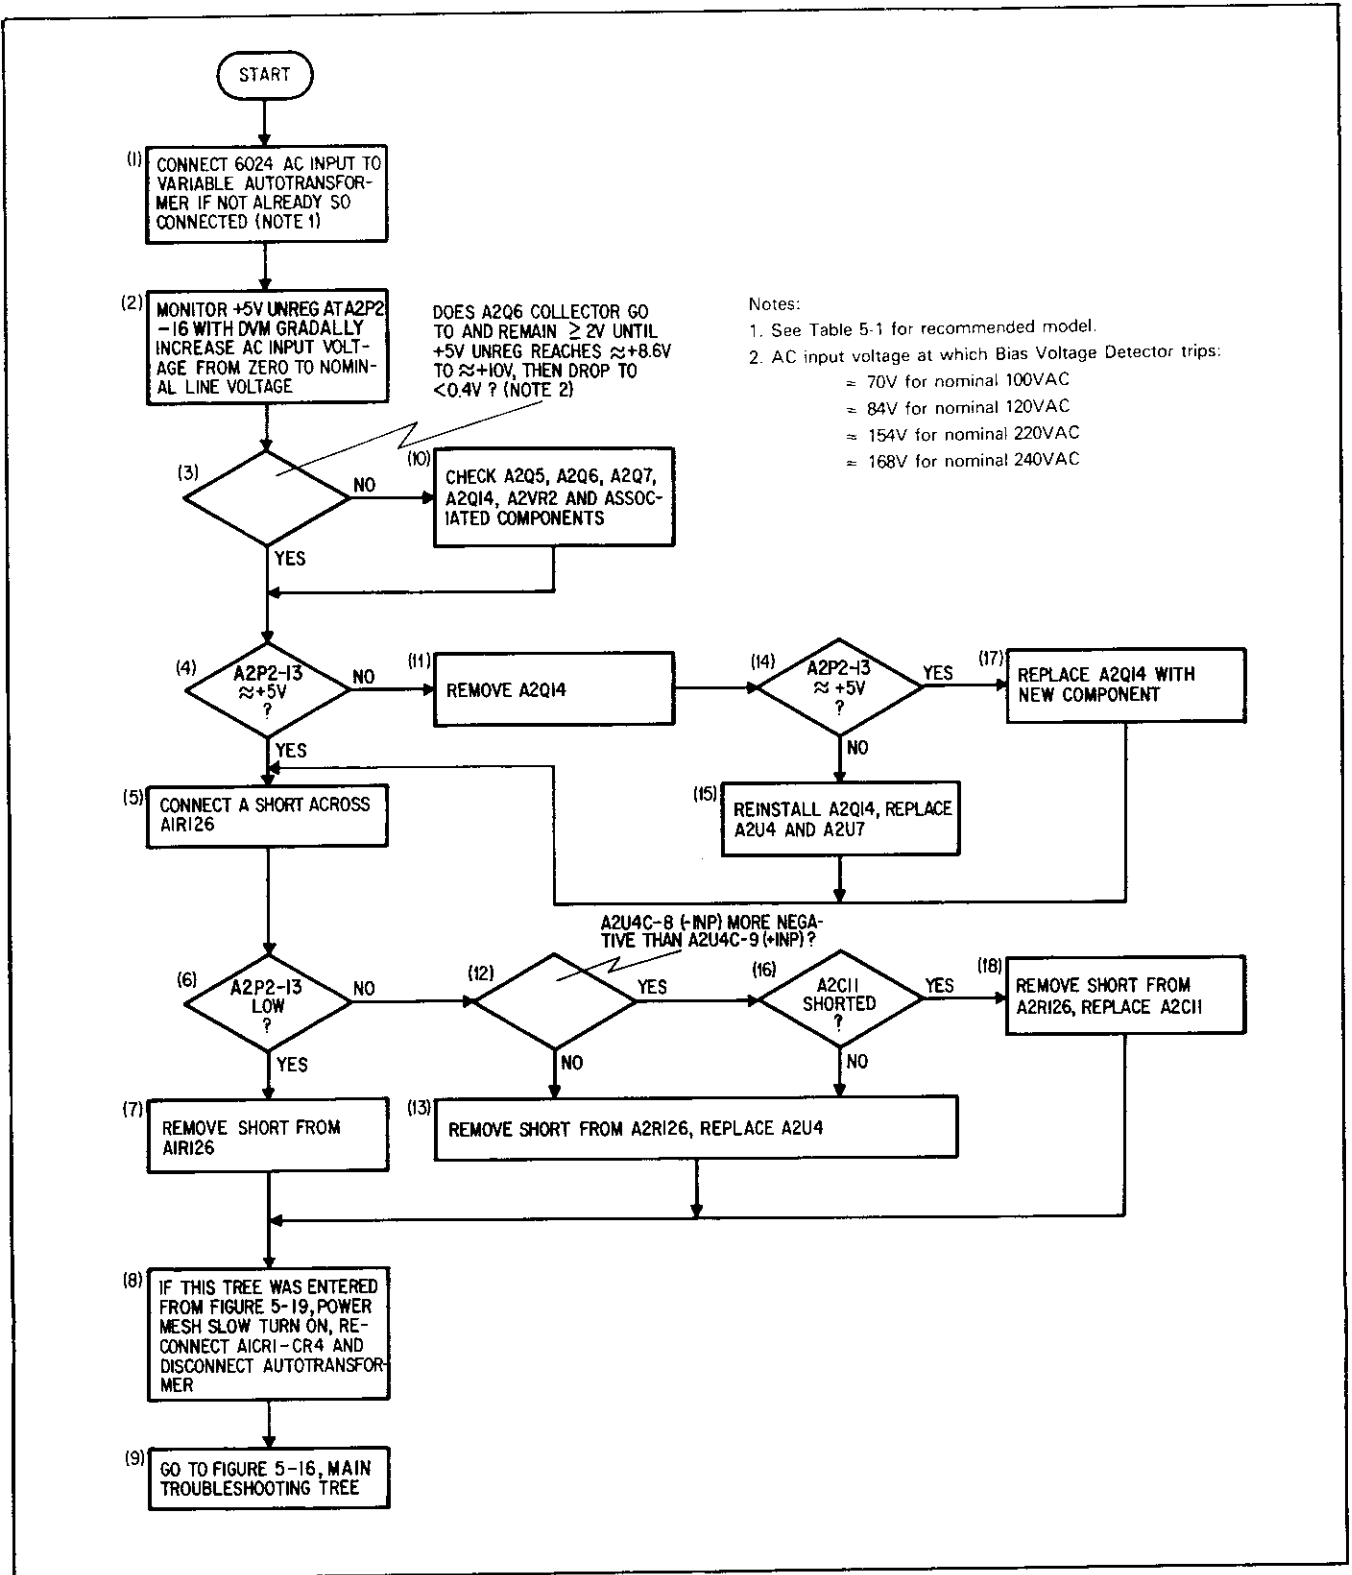 START
(1)
CONNECT 6024 AC INPUT TO
VARIABLE AUTOTRANSFOR-
MER IF NOT ALREADY SO
CONNECTED (NOTE 1)
(2)
MONITOR +5V UNREG AT A2P2
-16 WITH DVM GRADALLY
INCREASE AC INPUT VOLT-
AGE FROM ZERO TO NOMIN-
AL LINE VOLTAGE
DOES A2Q6 COLLECTOR GO
TO AND REMAIN ≥ 2V UNTIL
+5V UNREG REACHES ≈+8.6V
TO ≈+10V, THEN DROP TO
<0.4V ? (NOTE 2)
Notes:
1. See Table 5-1 for recommended model.
2. AC input voltage at which Bias Voltage Detector trips:
≈ 70V for nominal 100VAC
≈ 84V for nominal 120VAC
≈ 154V for nominal 220VAC
≈ 168V for nominal 240VAC
(3)
NO
YES
(10)
CHECK A2Q5, A2Q6, A2Q7,
A2Q14, A2VR2 AND ASSOC-
IATED COMPONENTS
(4)
A2P2-13
≈+5V
?
NO
YES
(11)
REMOVE A2Q14
(14)
A2P2-13
≈ +5V
?
YES
NO
(17)
REPLACE A2Q14 WITH
NEW COMPONENT
(5)
CONNECT A SHORT ACROSS
A1R126
(15)
REINSTALL A2Q14, REPLACE
A2U4 AND A2U7
A2U4C-8 (-INP) MORE NEGA-
TIVE THAN A2U4C-9 (+INP)?
(6)
A2P2-13
LOW
?
NO
YES
(12)
YES
NO
(16)
A2C11
SHORTED
?
YES
NO
(18)
REMOVE SHORT FROM
A2R126, REPLACE A2C11
(7)
REMOVE SHORT FROM
A1R126
(13)
REMOVE SHORT FROM A2R126, REPLACE A2U4
(8)
IF THIS TREE WAS ENTERED
FROM FIGURE 5-19, POWER
MESH SLOW TURN ON, RE-
CONNECT A1CR1-CR4 AND
DISCONNECT AUTOTRANSFOR-
MER
(9)
GO TO FIGURE 5-16, MAIN
TROUBLESHOOTING TREE